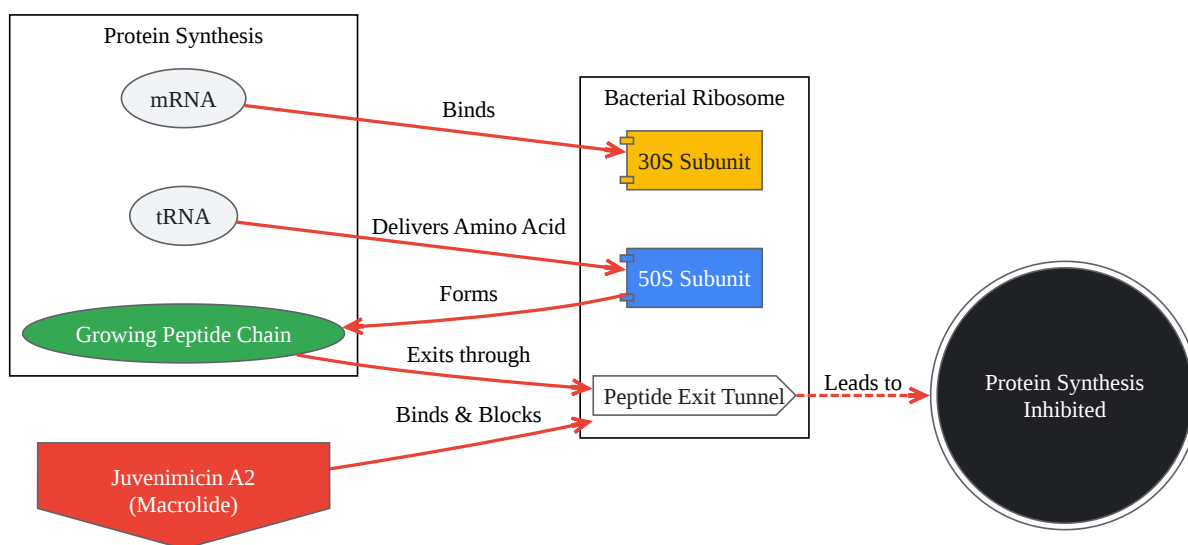 Protein Synthesis
mRNA
Binds
Bacterial Ribosome
30S Subunit
tRNA
Delivers Amino Acid
50S Subunit
Forms
Growing Peptide Chain
Exits through
Peptide Exit Tunnel
Leads to
Protein Synthesis
Inhibited
Binds & Blocks
Juvenimicin A2
(Macrolide)